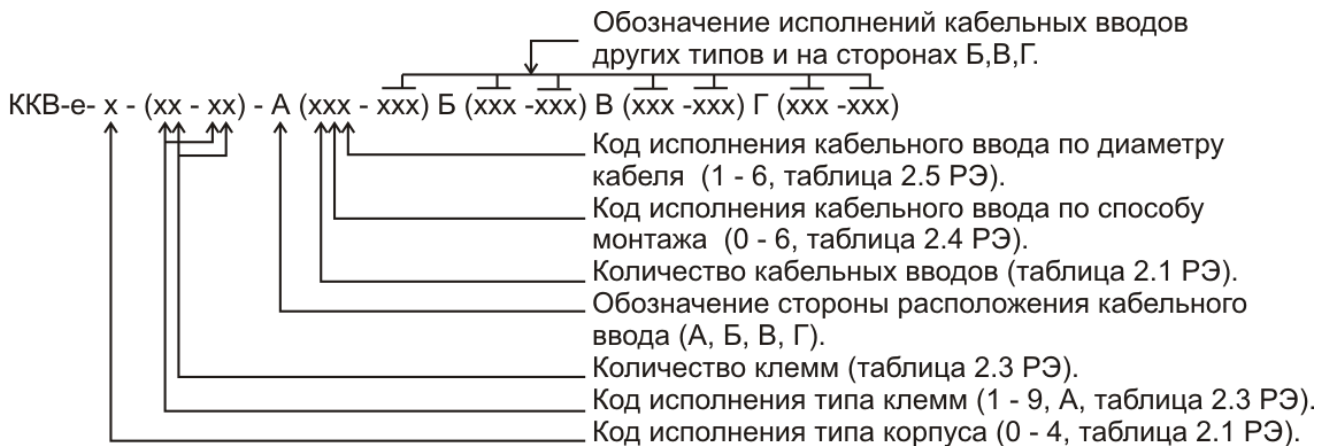 Обозначение исполнений кабельных вводов
других типов и на сторонах Б,В,Г.
ККВ-е- х - (хх - хх) - А (ххх - ххх) Б (ххх -ххх) В (ххх -ххх) Г (ххх -ххх)
Код исполнения кабельного ввода по диаметру
кабеля (1 - 6, таблица 2.5 РЭ).
Код исполнения кабельного ввода по способу
монтажа (0 - 6, таблица 2.4 РЭ).
Количество кабельных вводов (таблица 2.1 РЭ).
Обозначение стороны расположения кабельного
ввода (А, Б, В, Г).
Количество клемм (таблица 2.3 РЭ).
Код исполнения типа клемм (1 - 9, А, таблица 2.3 РЭ).
Код исполнения типа корпуса (0 - 4, таблица 2.1 РЭ).